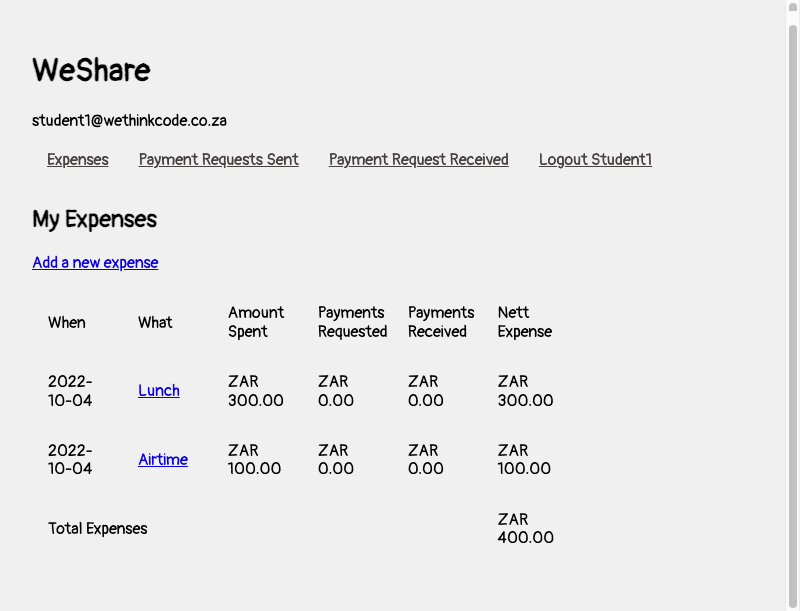 WeShare
student1@wethinkcode.co.za
Expenses Payment Requests Sent Payment Request Received Logout Student1
My Expenses
Add a new expense
When What Amount Spent Payments Requested Payments Received Nett Expense
2022-10-04 Lunch ZAR 300.00 ZAR 0.00 ZAR 0.00 ZAR 300.00
2022-10-04 Airtime ZAR 100.00 ZAR 0.00 ZAR 0.00 ZAR 100.00
Total Expenses ZAR 400.00